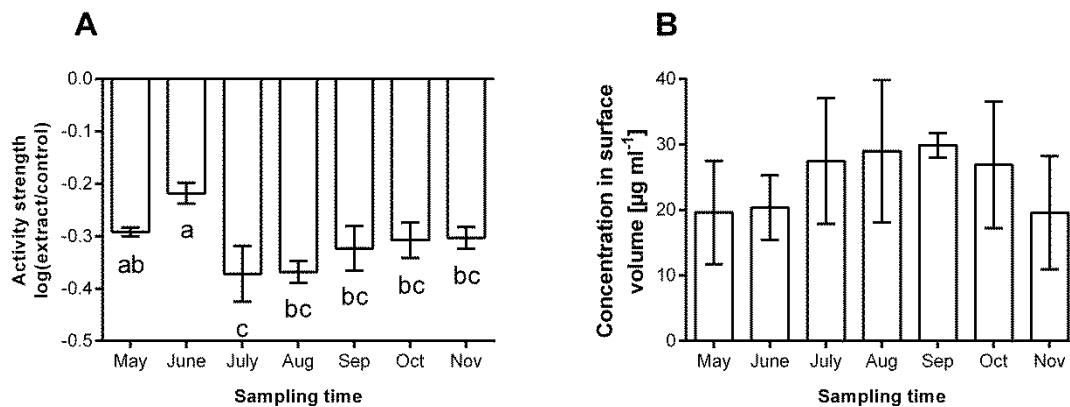 A
Activity strength
log(extract/control)
0.0
-0.1
-0.2
-0.3
-0.4
-0.5
ab
a
c
bc
bc
bc
bc
May June July Aug Sep Oct Nov
Sampling time
B
Concentration in surface
volume [µg ml-1]
40
30
20
10
0
May June July Aug Sep Oct Nov
Sampling time